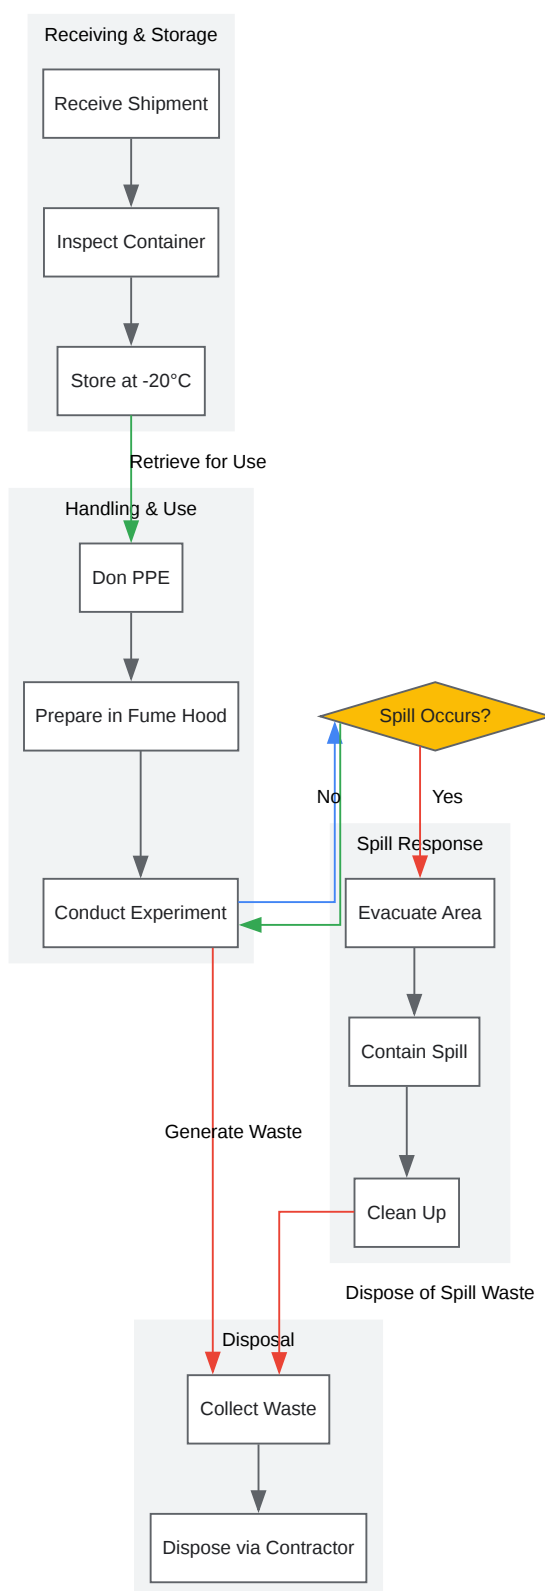 Receiving & Storage
Receive Shipment
Inspect Container
Store at -20°C
Retrieve for Use
Handling & Use
Don PPE
Prepare in Fume Hood
Spill Occurs?
No
Yes
Spill Response
Conduct Experiment
Evacuate Area
Contain Spill
Generate Waste
Clean Up
Dispose of Spill Waste
Disposal
Collect Waste
Dispose via Contractor